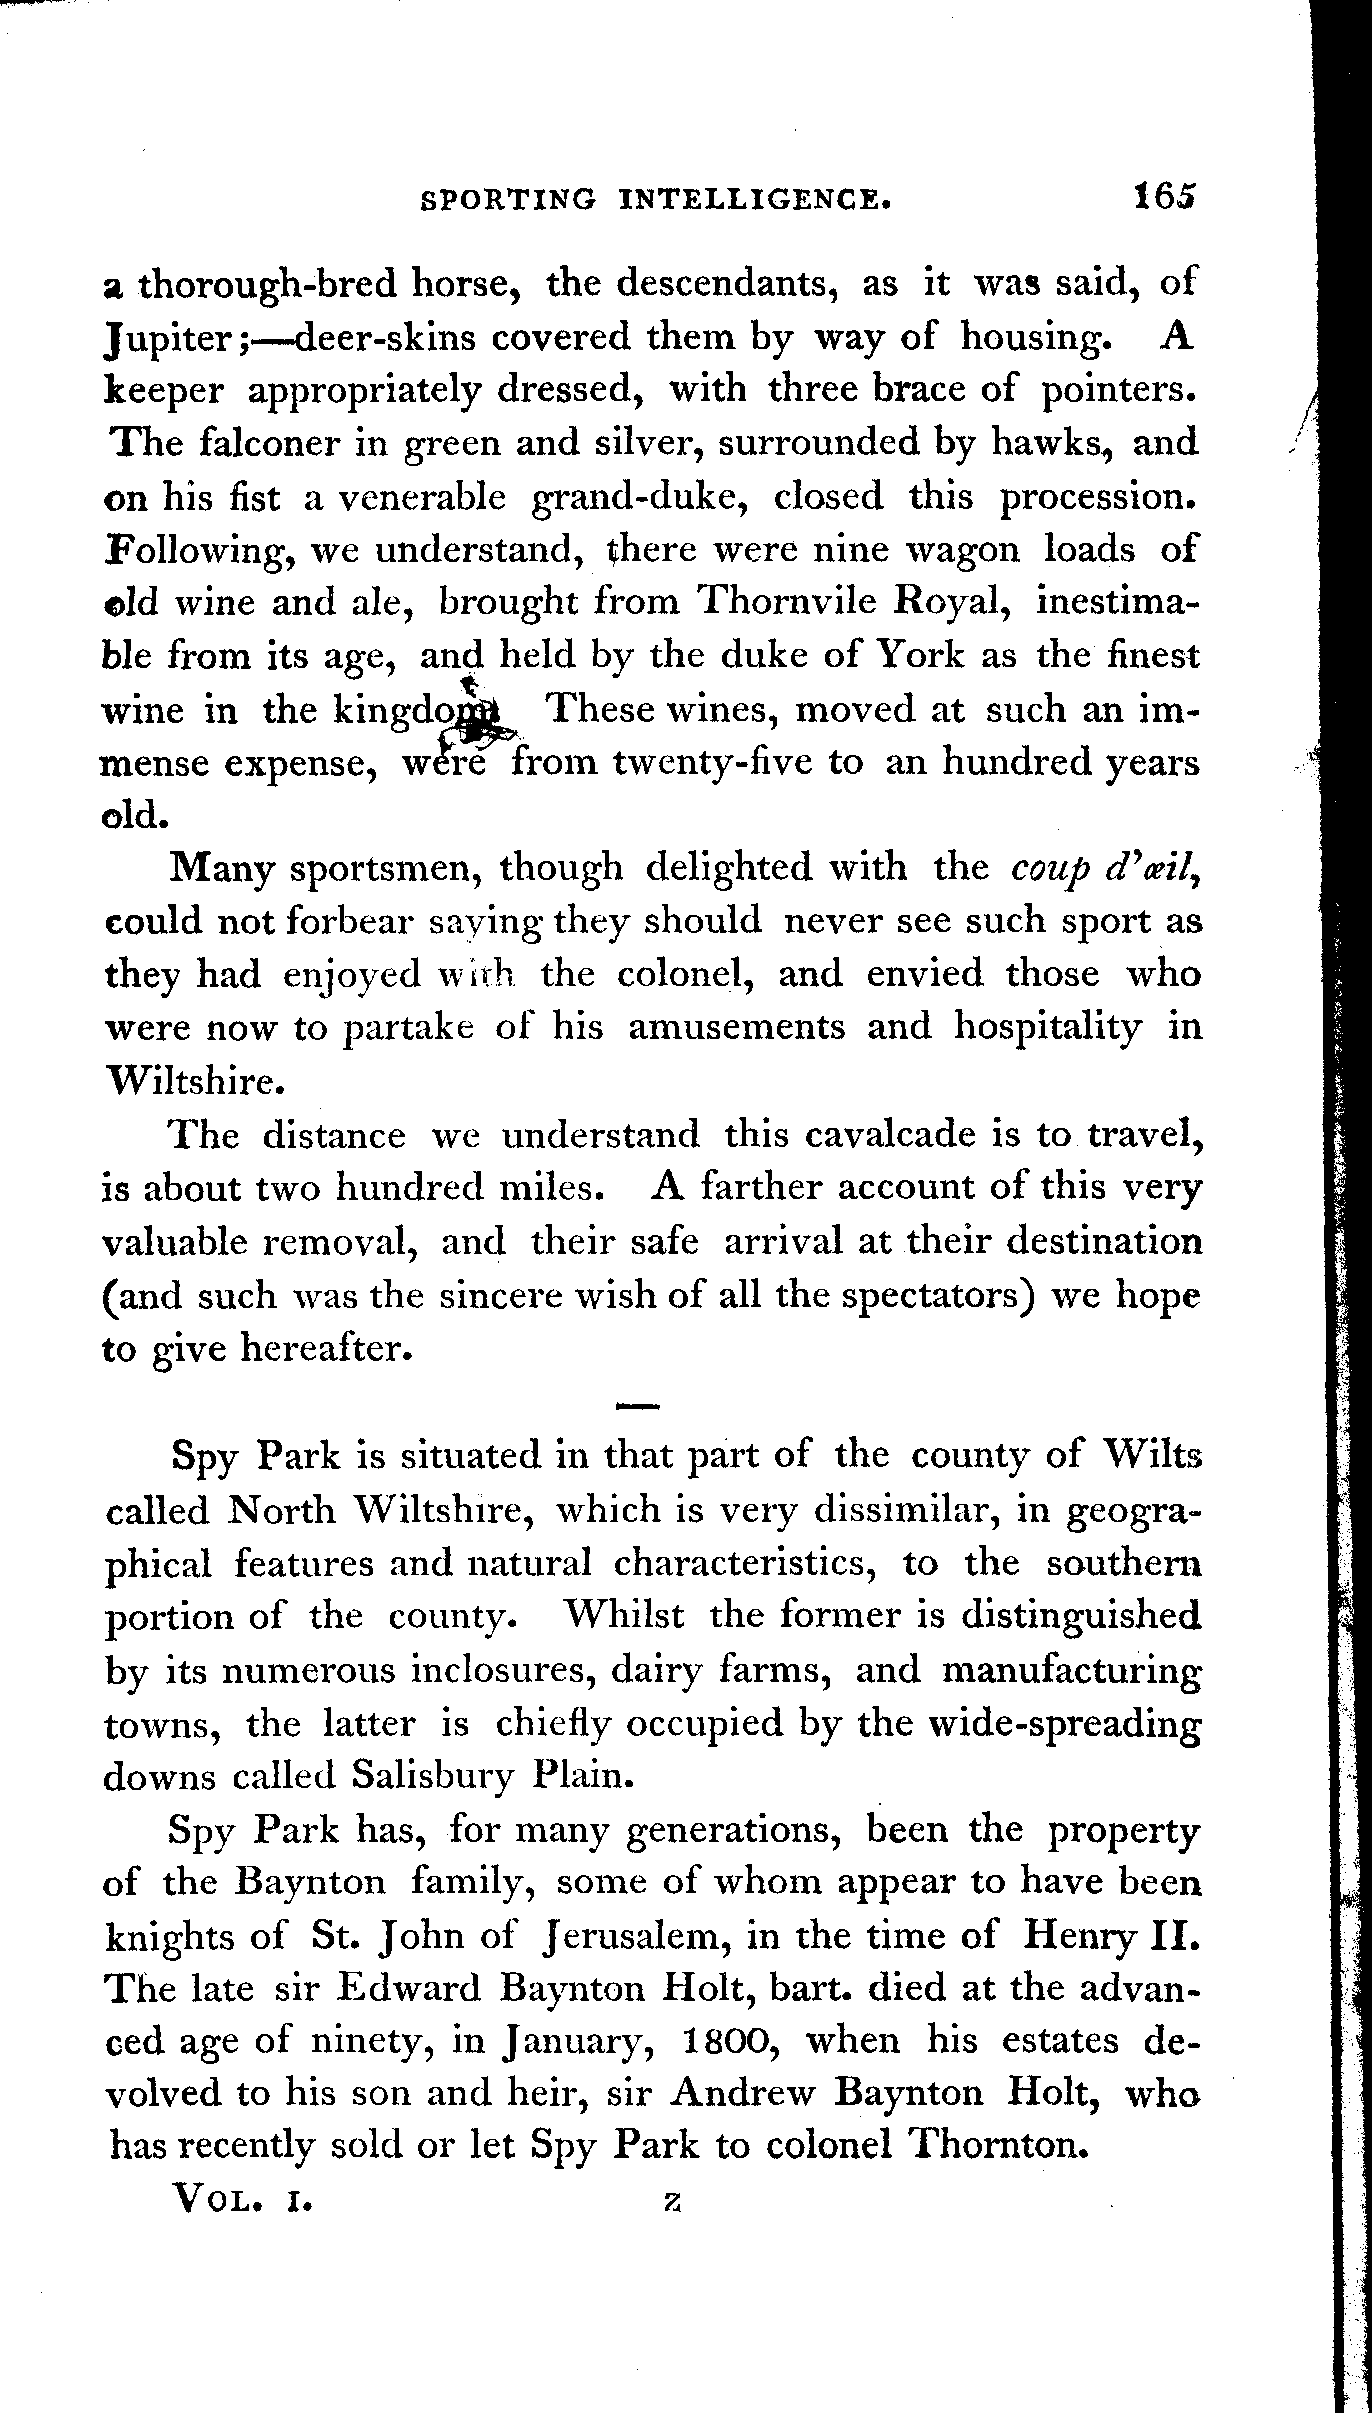 SPORTING INTELLIGENCE. 165
a thorough-bred horse, the descendants, as it was said, of
Jupiter;—deer-skins covered them by way of housing. A
keeper appropriately dressed, with three brace of pointers.
The falconer in green and silver, surrounded by hawks, and
on his fist a venerable grand-duke, closed this procession.
Following, we understand, there were nine wagon loads of
old wine and ale, brought from Thornvile Royal, inestima-
ble from its age, and held by the duke of York as the finest
wine in the kingdom. These wines, moved at such an im-
mense expense, were from twenty-five to an hundred years
old.
Many sportsmen, though delighted with the coup d'œil,
could not forbear saying they should never see such sport as
they had enjoyed with the colonel, and envied those who
were now to partake of his amusements and hospitality in
Wiltshire.
The distance we understand this cavalcade is to travel,
is about two hundred miles. A farther account of this very
valuable removal, and their safe arrival at their destination
(and such was the sincere wish of all the spectators) we hope
to give hereafter.
Spy Park is situated in that part of the county of Wilts
called North Wiltshire, which is very dissimilar, in geogra-
phical features and natural characteristics, to the southern
portion of the county. Whilst the former is distinguished
by its numerous inclosures, dairy farms, and manufacturing
towns, the latter is chiefly occupied by the wide-spreading
downs called Salisbury Plain.
Spy Park has, for many generations, been the property
of the Baynton family, some of whom appear to have been
knights of St. John of Jerusalem, in the time of Henry II.
The late sir Edward Baynton Holt, bart. died at the advan-
ced age of ninety, in January, 1800, when his estates de-
volved to his son and heir, sir Andrew Baynton Holt, who
has recently sold or let Spy Park to colonel Thornton.
VOL. I. Z